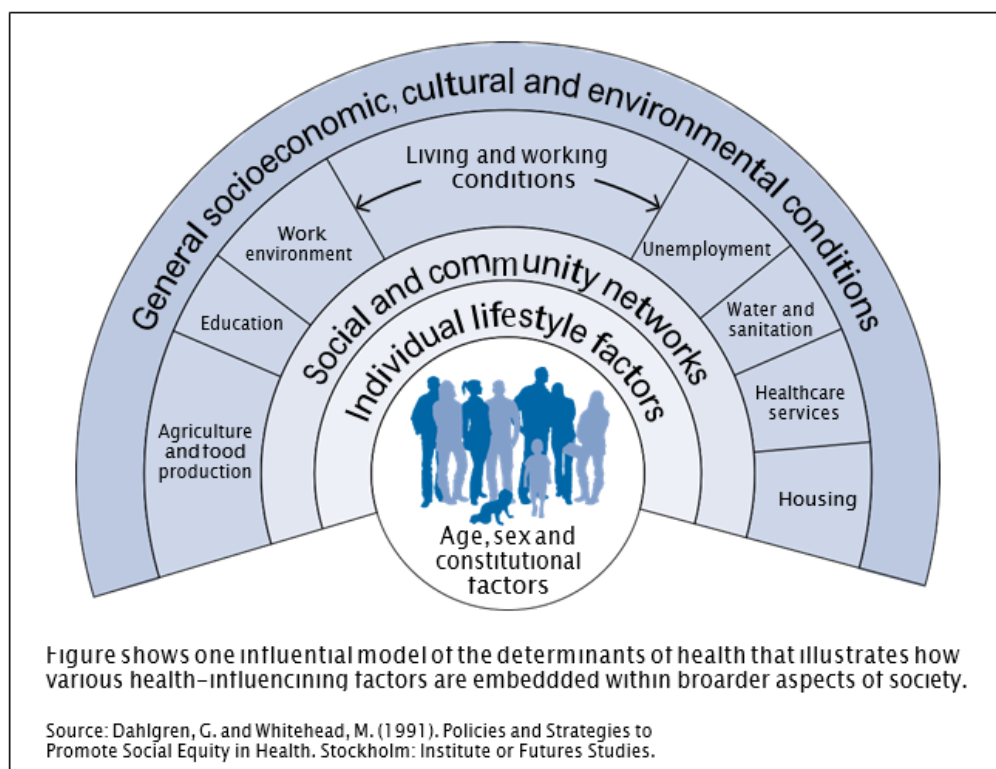 General socioeconomic, cultural and environmental conditions
Living and working
conditions
Work
environment
Education
Agriculture
and food
production
Unemployment
Water and
sanitation
Healthcare
services
Housing
Social and community networks
Individual lifestyle factors
Age, sex and
constitutional
factors
Figure shows one influential model of the determinants of health that illustrates how
various health-influencining factors are embeddded within broarder aspects of society.
Source: Dahlgren, G. and Whitehead, M. (1991). Policies and Strategies to
Promote Social Equity in Health. Stockholm: Institute or Futures Studies.